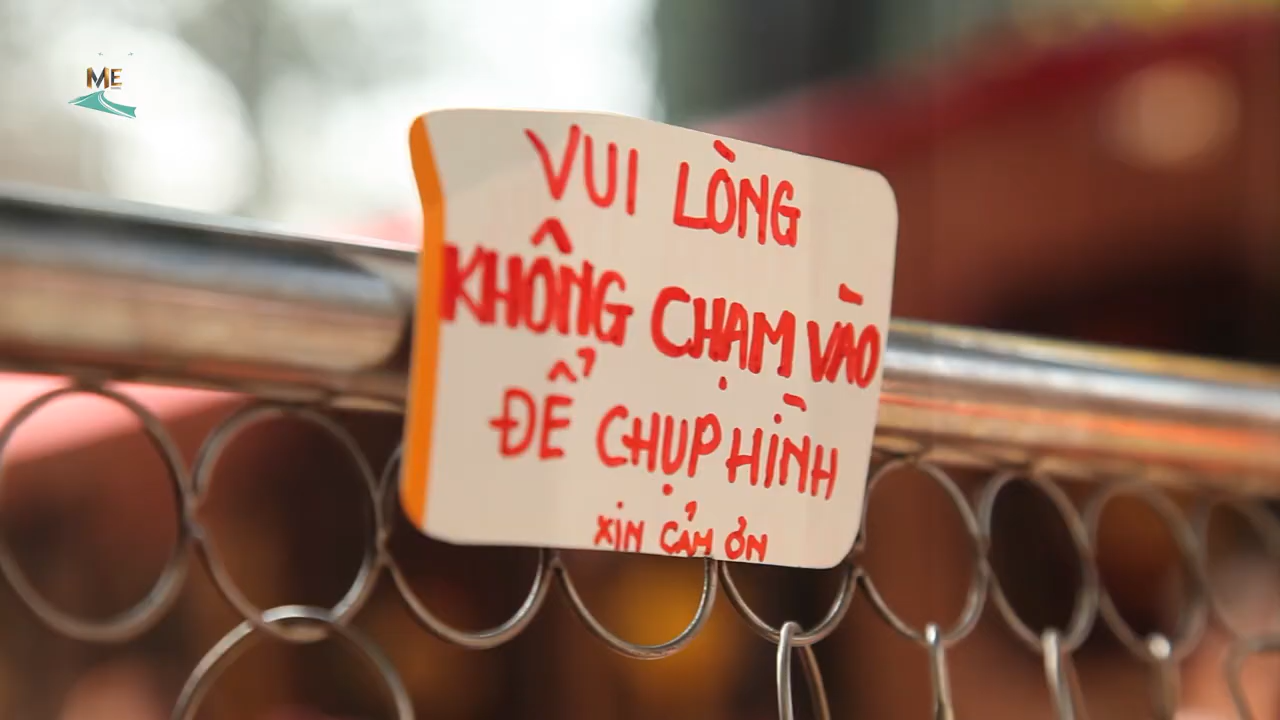 ME
VUI LÒNG
KHÔNG CHẠM VÀO
ĐỂ CHỤP HÌNH
XIN CẢM ƠN